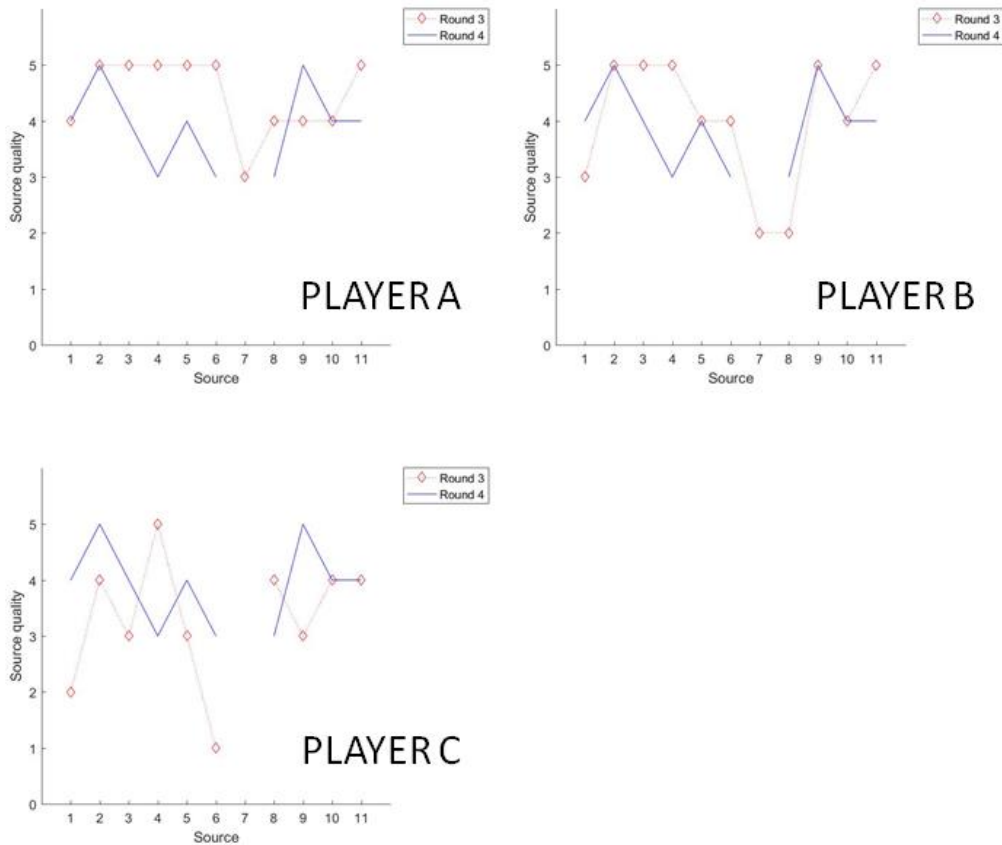 Round 3
Round 4
5
4
3
2
1
0
Source quality
1 2 3 4 5 6 7 8 9 10 11
Source
PLAYER A
Round 3
Round 4
5
4
3
2
1
0
Source quality
1 2 3 4 5 6 7 8 9 10 11
Source
PLAYER B
Round 3
Round 4
5
4
3
2
1
0
Source quality
1 2 3 4 5 6 7 8 9 10 11
Source
PLAYER C